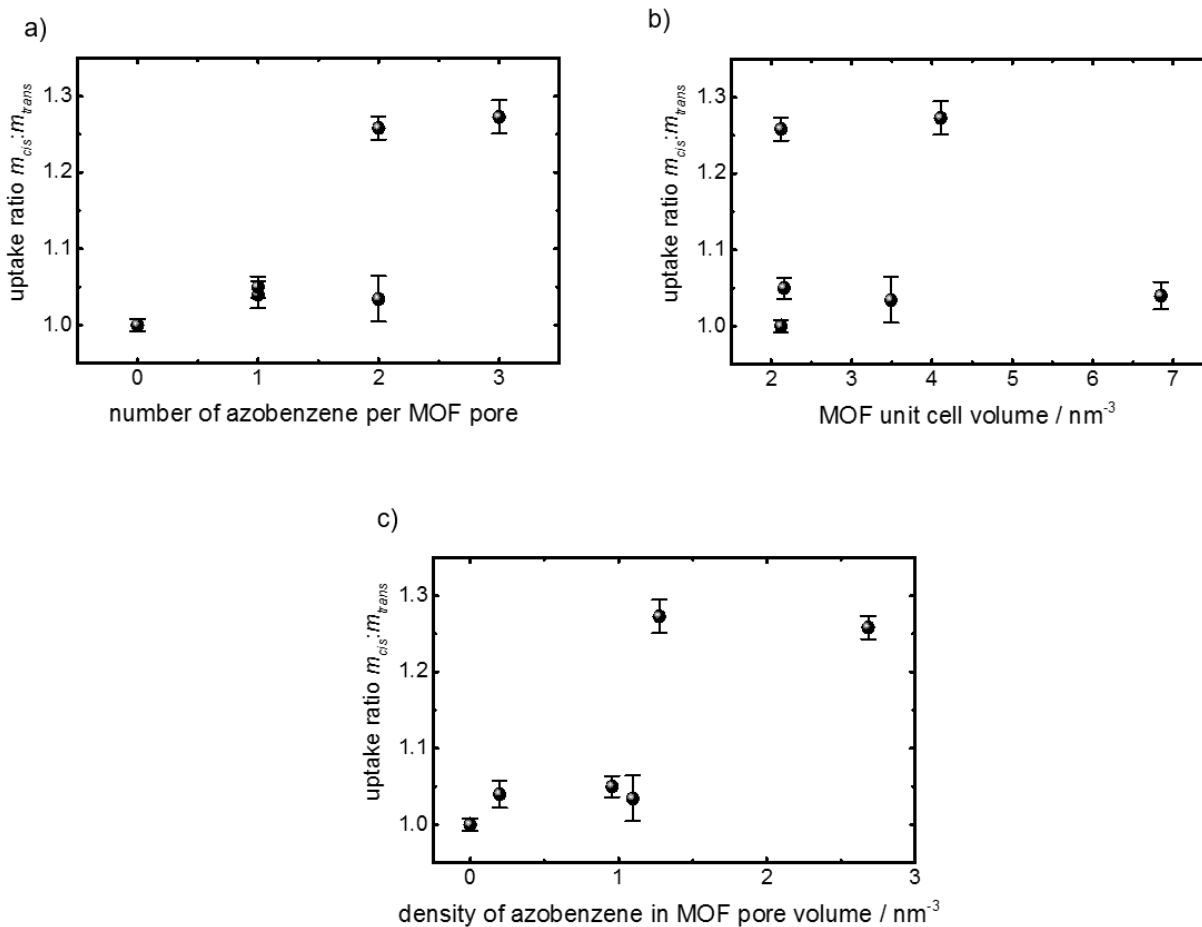 a)
1.3
1.2
1.1
1.0
uptake ratio m_cis:m_trans
0 1 2 3
number of azobenzene per MOF pore
b)
1.3
1.2
1.1
1.0
uptake ratio m_cis:m_trans
2 3 4 5 6 7
MOF unit cell volume / nm⁻³
c)
1.3
1.2
1.1
1.0
uptake ratio m_cis:m_trans
0 1 2 3
density of azobenzene in MOF pore volume / nm⁻³